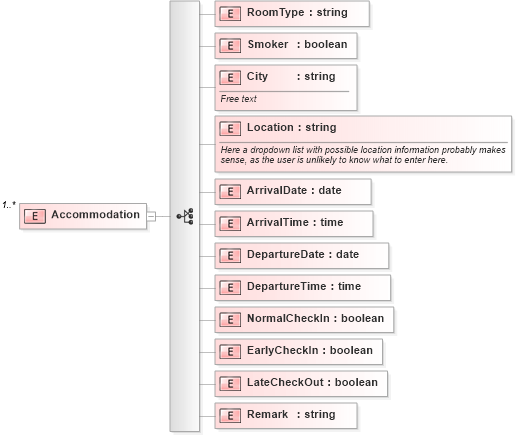 E RoomType : string
E Smoker : boolean
E City : string
Free text
E Location : string
Here a dropdown list with possible location information probably makes
sense, as the user is unlikely to know what to enter here.
E ArrivalDate : date
1..*
E Accommodation
E ArrivalTime : time
E DepartureDate : date
E DepartureTime : time
E NormalCheckIn : boolean
E EarlyCheckIn : boolean
E LateCheckOut : boolean
E Remark : string